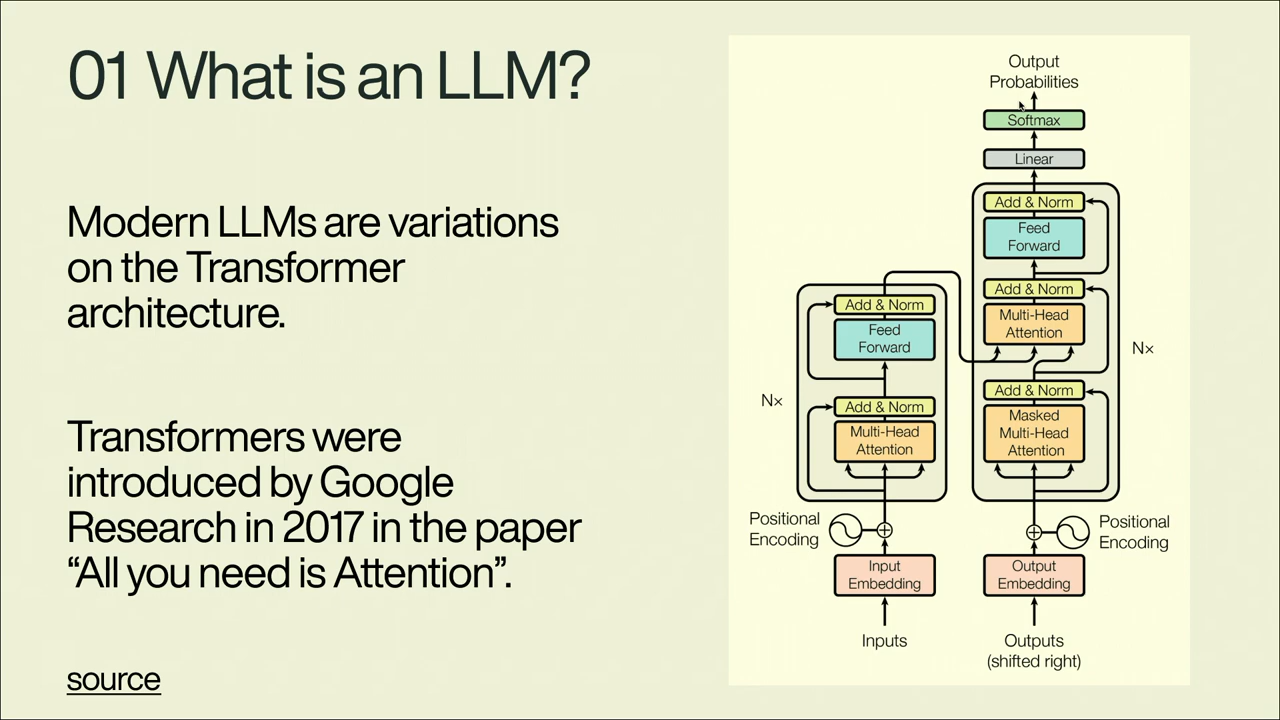 01 What is an LLM?
Modern LLMs are variations
on the Transformer
architecture.
Transformers were
introduced by Google
Research in 2017 in the paper
“All you need is Attention”.
source
Output
Probabilities
Softmax
Linear
Add & Norm
Feed
Forward
Add & Norm
Multi-Head
Attention
Nx
Add & Norm
Masked
Multi-Head
Attention
Add & Norm
Feed
Forward
Nx
Add & Norm
Multi-Head
Attention
Positional
Encoding
Positional
Encoding
Input
Embedding
Output
Embedding
Inputs
Outputs
(shifted right)